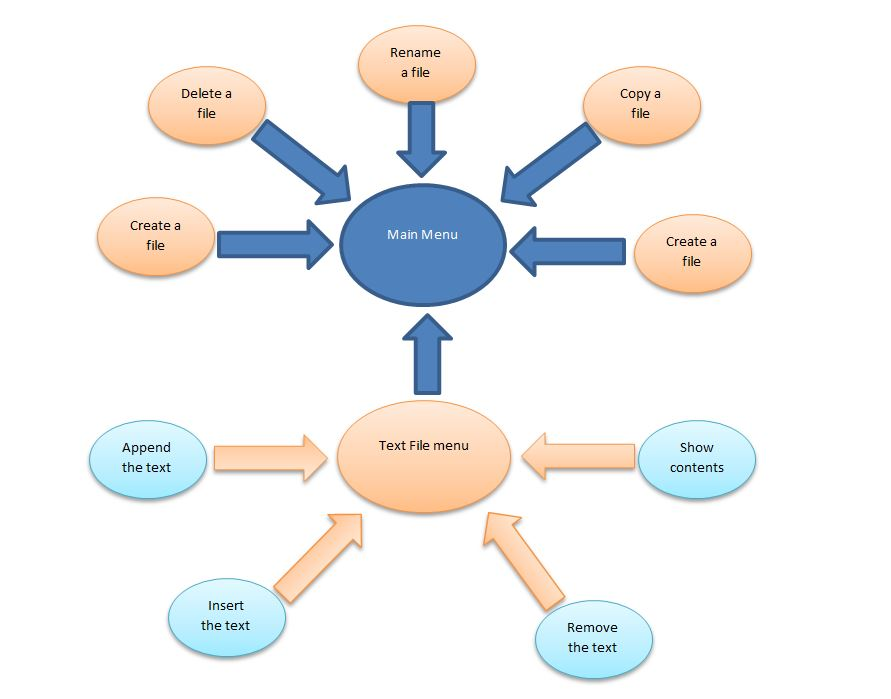 Rename
a file
Delete a
file
Copy a
file
Create a
file
Main Menu
Create a
file
Append
the text
Text File menu
Show
contents
Insert
the text
Remove
the text